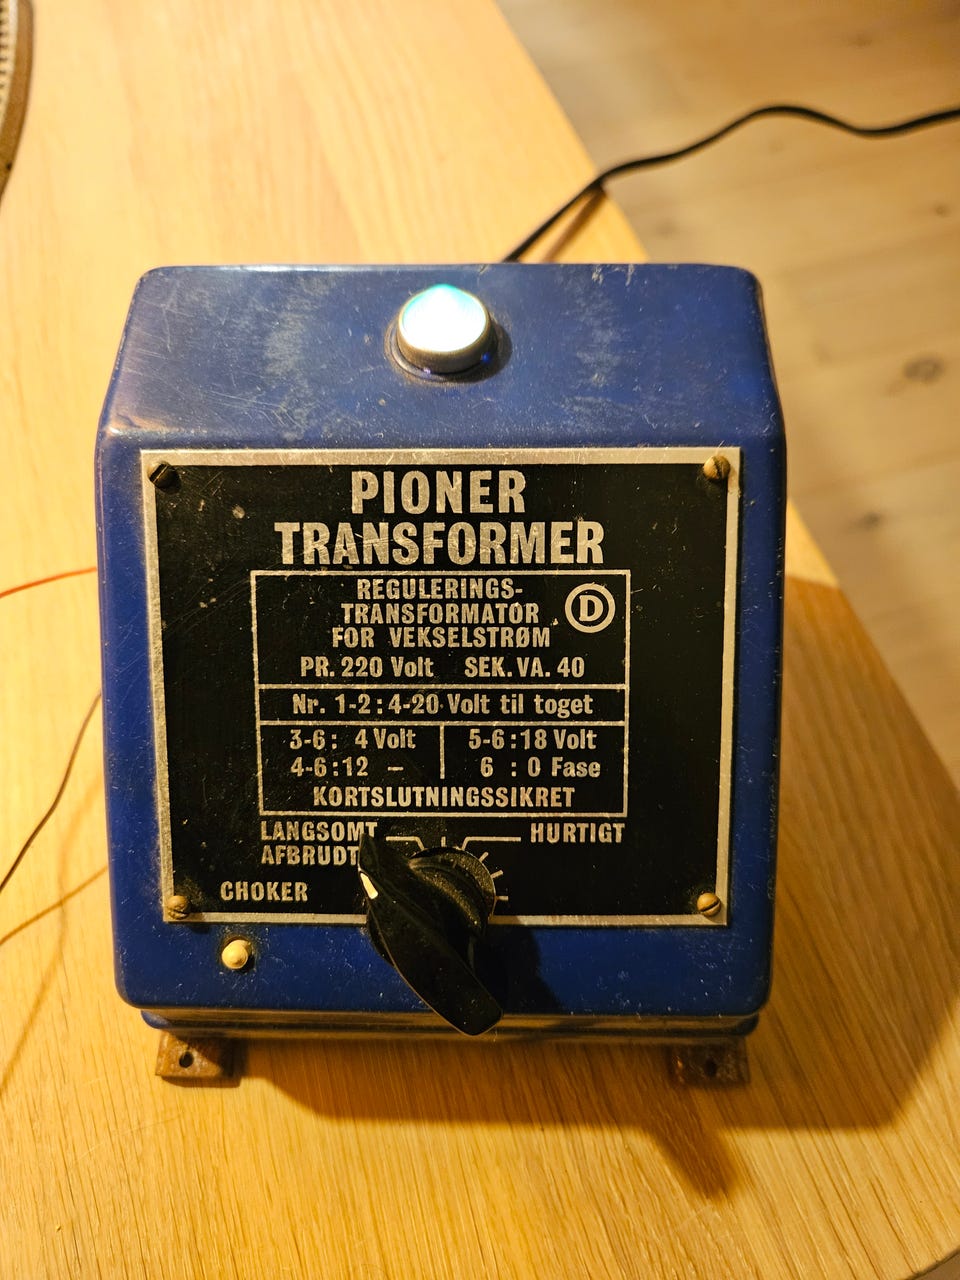 PIONER
TRANSFORMER
REGULERINGS-
TRANSFORMATOR
FOR VEKSELSTRØM
D
PR. 220 Volt SEK. VA. 40
Nr. 1-2 : 4-20 Volt til toget
3-6 : 4 Volt 5-6 : 18 Volt
4-6 : 12 – 6 : 0 Fase
KORTSLUTNINGSSIKRET
LANGSOMT HURTIGT
AFBRUDT
CHOKER